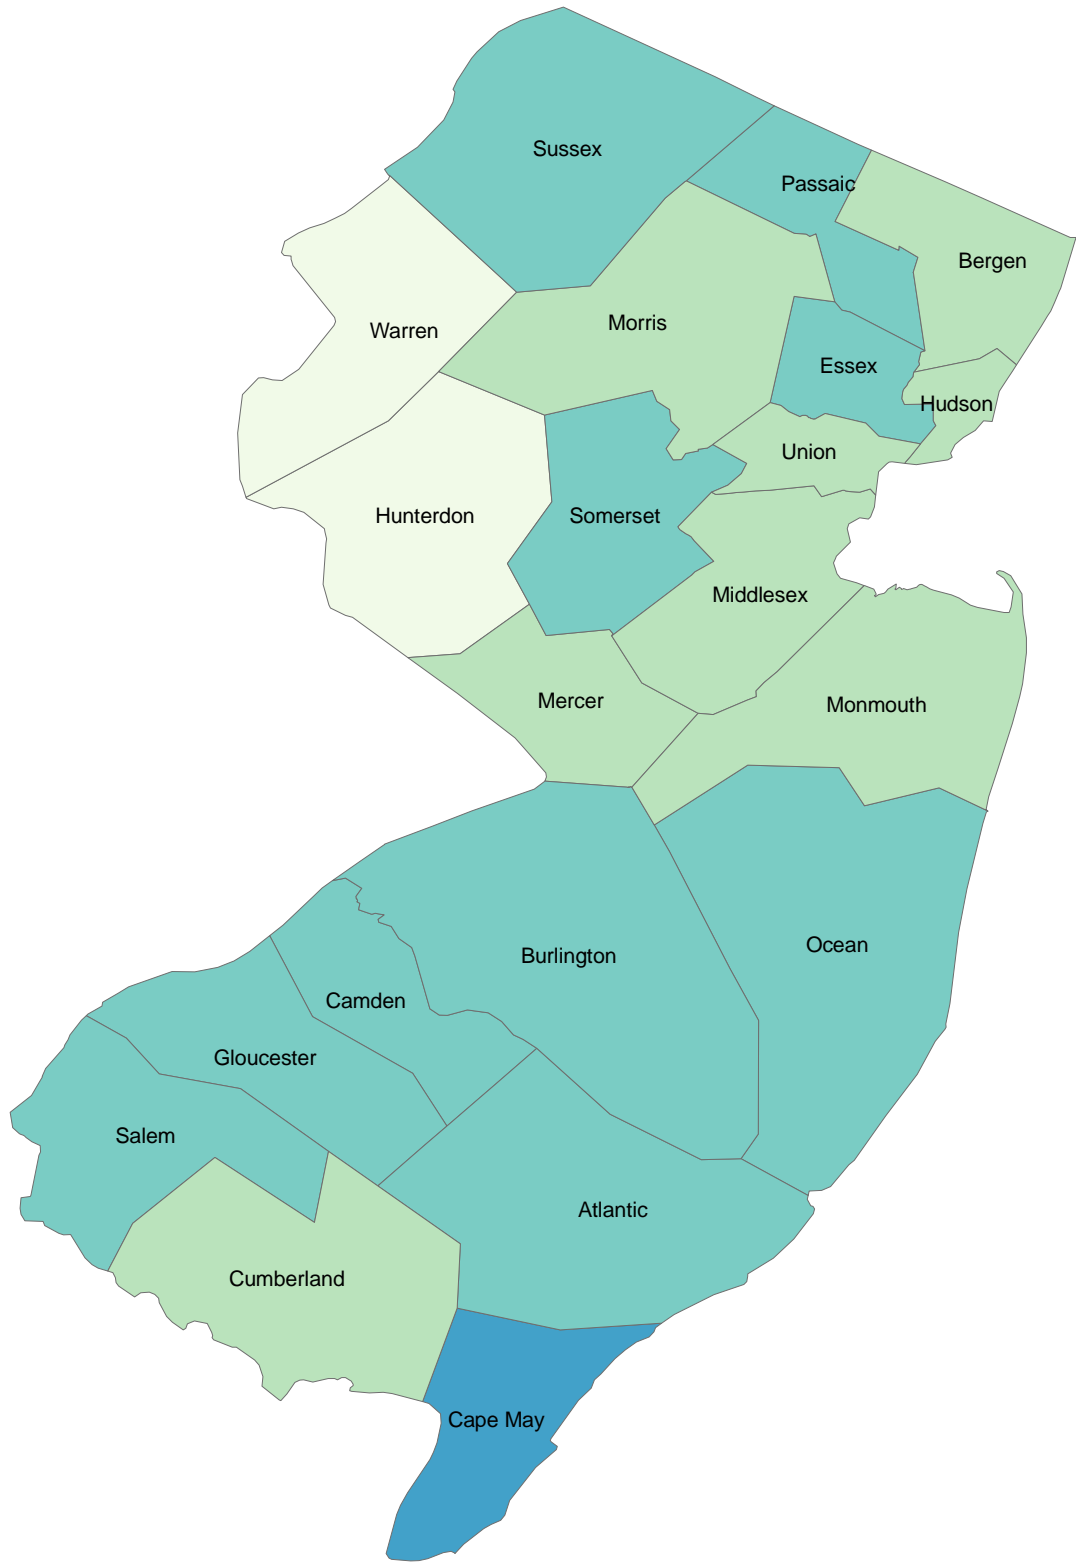 Sussex
Passaic
Bergen
Morris
Warren
Essex
Hudson
Union
Hunterdon
Somerset
Middlesex
Mercer
Monmouth
Ocean
Burlington
Camden
Gloucester
Salem
Atlantic
Cumberland
Cape May